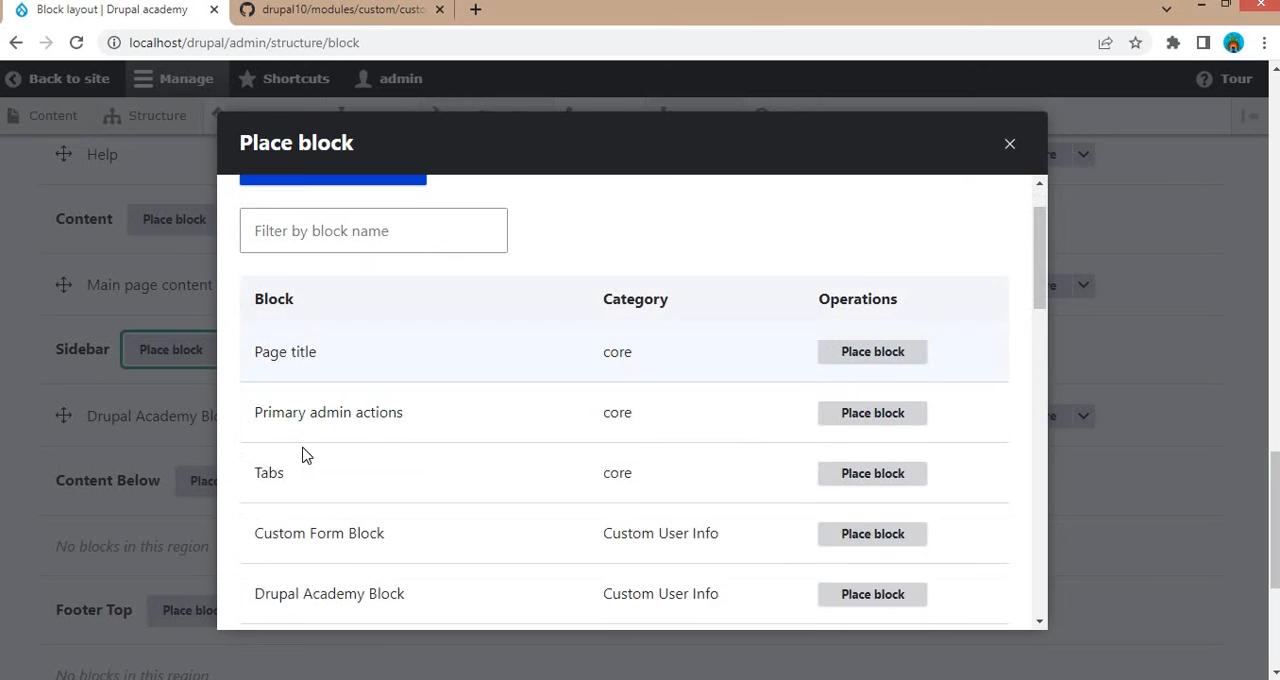 Block layout | Drupal academy
drupal10/modules/custom/custo
localhost/drupal/admin/structure/block
Back to site Manage Shortcuts admin Tour
Content Structure
Place block
Help
Content Place block
Filter by block name
Main page content
Block Category Operations
Sidebar Place block
Page title core Place block
Primary admin actions core Place block
Drupal Academy Blo
Tabs core Place block
Content Below Plac
Custom Form Block Custom User Info Place block
No blocks in this region
Drupal Academy Block Custom User Info Place block
Footer Top Place bloc
No blocks in this region